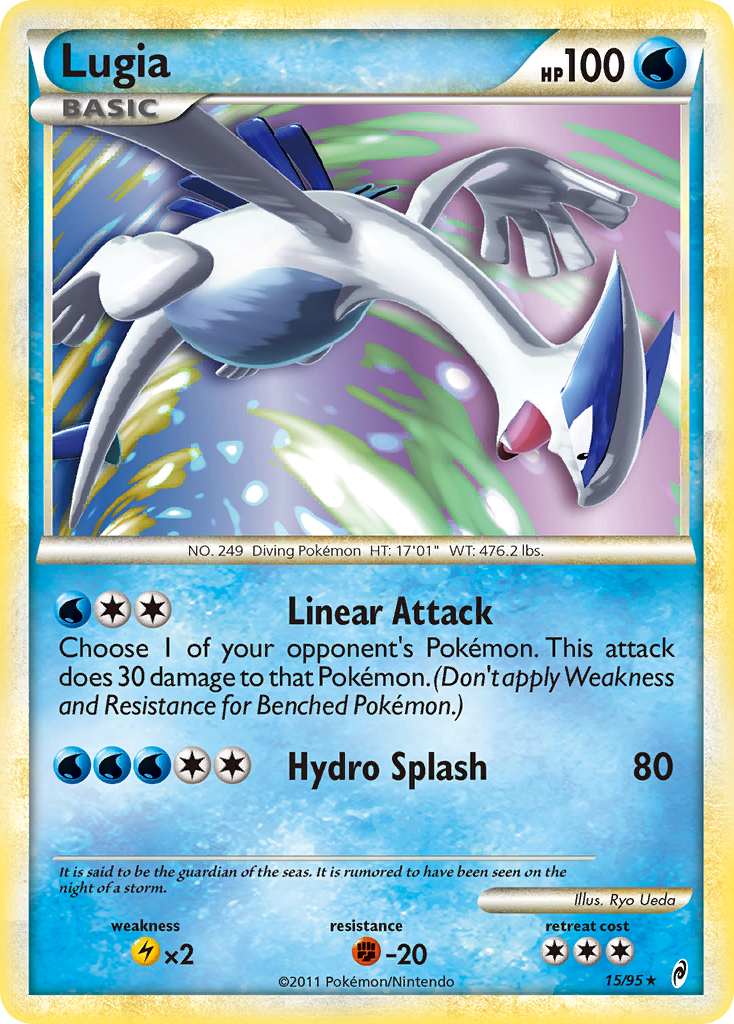 Lugia
HP100
BASIC
NO. 249 Diving Pokémon HT: 17'01" WT: 476.2 lbs.
Linear Attack
Choose 1 of your opponent's Pokémon. This attack
does 30 damage to that Pokémon. (Don't apply Weakness
and Resistance for Benched Pokémon.)
Hydro Splash 80
It is said to be the guardian of the seas. It is rumored to have been seen on the
night of a storm.
Illus. Ryo Ueda
weakness resistance retreat cost
×2 -20
©2011 Pokémon/Nintendo
15/95 ★